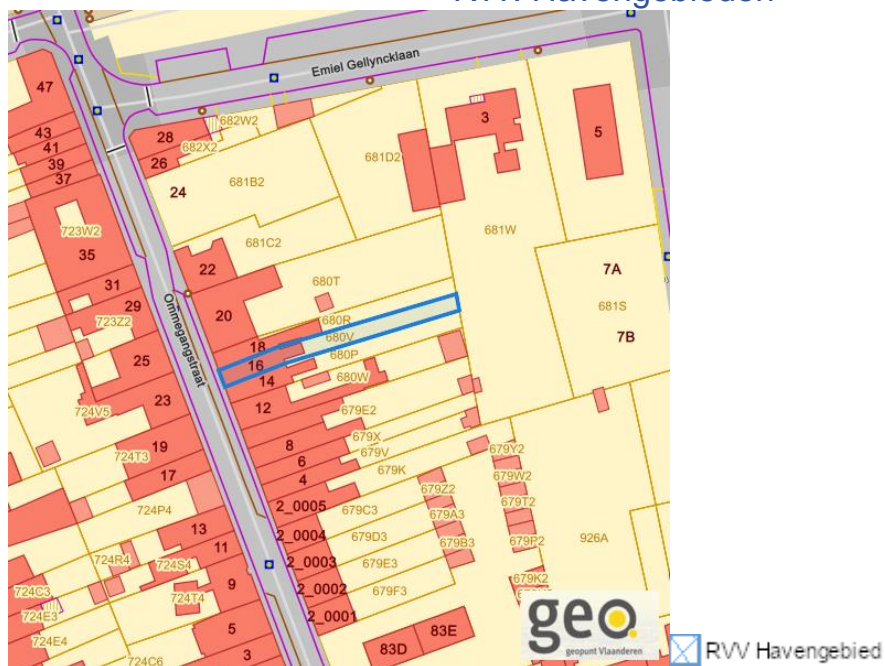 RVV Havengebieden
Emiel Gellyncklaan
47
43
41
39
37
28
26
682W2
682X2
24
681B2
681D2
3
5
723W2
35
681C2
681W
22
31
29
723Z2
Ommegangstraat
20
680T
7A
681S
7B
680R
18
680V
16
680P
14
680W
25
724V5
23
12
679E2
19
724T3
17
8
679X
6
679V
4
679K
679Y2
679W2
679Z2
679T2
2_0005
679C3
724P4
679A3
13
2_0004
679D3
679B3
679P2
926A
11
724R4
724S4
2_0003
679E3
9
679K2
724C3
724T4
2_0002
679F3
724E3
2_0001
5
724E4
83E
83D
3
724C6
geo
geopunt Vlaanderen
RVV Havengebied